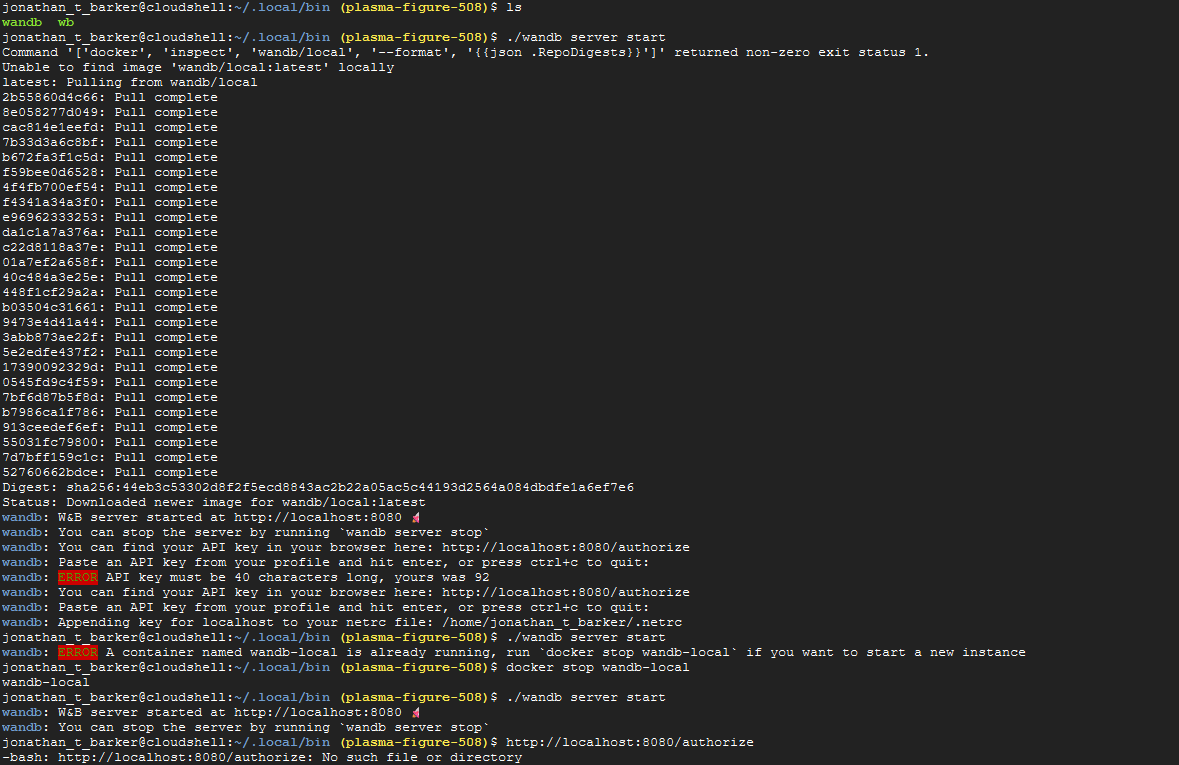 jonathan_t_barker@cloudshell:~/.local/bin (plasma-figure-508)$ ls
wandb  wb
jonathan_t_barker@cloudshell:~/.local/bin (plasma-figure-508)$ ./wandb server start
Command '['docker', 'inspect', 'wandb/local', '--format', '{{json .RepoDigests}}']' returned non-zero exit status 1.
Unable to find image 'wandb/local:latest' locally
latest: Pulling from wandb/local
2b55860d4c66: Pull complete
8e058277d049: Pull complete
cac814e1eefd: Pull complete
7b33d3a6c8bf: Pull complete
b672fa3f1c5d: Pull complete
f59bee0d6528: Pull complete
4f4fb700ef54: Pull complete
f4341a34a3f0: Pull complete
e96962333253: Pull complete
da1c1a7a376a: Pull complete
c22d8118a37e: Pull complete
01a7ef2a658f: Pull complete
40c484a3e25e: Pull complete
448f1cf29a2a: Pull complete
b03504c31661: Pull complete
9473e4d41a44: Pull complete
3abb873ae22f: Pull complete
5e2edfe437f2: Pull complete
17390092329d: Pull complete
0545fd9c4f59: Pull complete
7bf6d87b5f8d: Pull complete
b7986ca1f786: Pull complete
913ceedef6ef: Pull complete
55031fc79800: Pull complete
7d7bff159c1c: Pull complete
52760662bdce: Pull complete
Digest: sha256:44eb3c53302d8f2f5ecd8843ac2b22a05ac5c44193d2564a084dbdfe1a6ef7e6
Status: Downloaded newer image for wandb/local:latest
wandb: W&B server started at http://localhost:8080 🚀
wandb: You can stop the server by running `wandb server stop`
wandb: You can find your API key in your browser here: http://localhost:8080/authorize
wandb: Paste an API key from your profile and hit enter, or press ctrl+c to quit:
wandb: ERROR API key must be 40 characters long, yours was 92
wandb: You can find your API key in your browser here: http://localhost:8080/authorize
wandb: Paste an API key from your profile and hit enter, or press ctrl+c to quit:
wandb: Appending key for localhost to your netrc file: /home/jonathan_t_barker/.netrc
jonathan_t_barker@cloudshell:~/.local/bin (plasma-figure-508)$ ./wandb server start
wandb: ERROR A container named wandb-local is already running, run `docker stop wandb-local` if you want to start a new instance
jonathan_t_barker@cloudshell:~/.local/bin (plasma-figure-508)$ docker stop wandb-local
wandb-local
jonathan_t_barker@cloudshell:~/.local/bin (plasma-figure-508)$ ./wandb server start
wandb: W&B server started at http://localhost:8080 🚀
wandb: You can stop the server by running `wandb server stop`
jonathan_t_barker@cloudshell:~/.local/bin (plasma-figure-508)$ http://localhost:8080/authorize
-bash: http://localhost:8080/authorize: No such file or directory